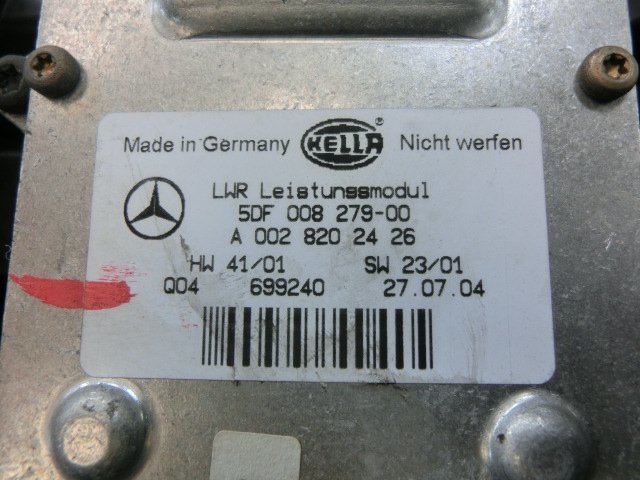 Made in Germany HELLA ® Nicht werfen
LWR Leistungsmodul
5DF 008 279-00
A 002 820 24 26
HW 41/01 SW 23/01
Q04 699240 27.07.04